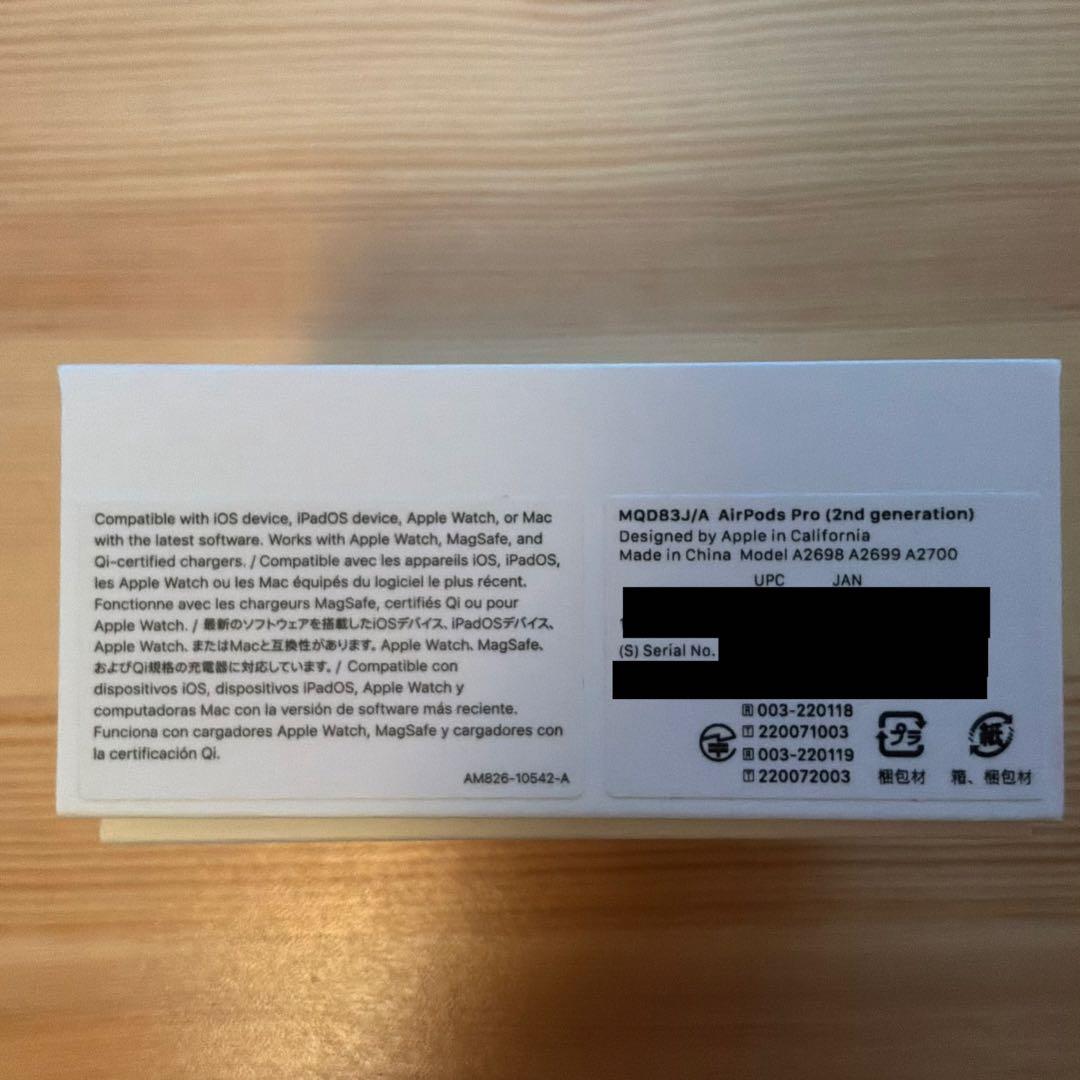 Compatible with iOS device, iPadOS device, Apple Watch, or Mac
with the latest software. Works with Apple Watch, MagSafe, and
Qi-certified chargers. / Compatible avec les appareils iOS, iPadOS,
les Apple Watch ou les Mac équipés du logiciel le plus récent.
Fonctionne avec les chargeurs MagSafe, certifiés Qi ou pour
Apple Watch. / 最新のソフトウェアを搭載したiOSデバイス、iPadOSデバイス、
Apple Watch、またはMacと互換性があります。Apple Watch、MagSafe、
およびQi規格の充電器に対応しています。/ Compatible con
dispositivos iOS, dispositivos iPadOS, Apple Watch y
computadoras Mac con la versión de software más reciente.
Funciona con cargadores Apple Watch, MagSafe y cargadores con
la certificación Qi.
AM826-10542-A
MQD83J/A AirPods Pro (2nd generation)
Designed by Apple in California
Made in China Model A2698 A2699 A2700
UPC JAN
(S) Serial No.
R 003-220118
T 220071003
R 003-220119
T 220072003
プラ
梱包材
紙
箱、梱包材